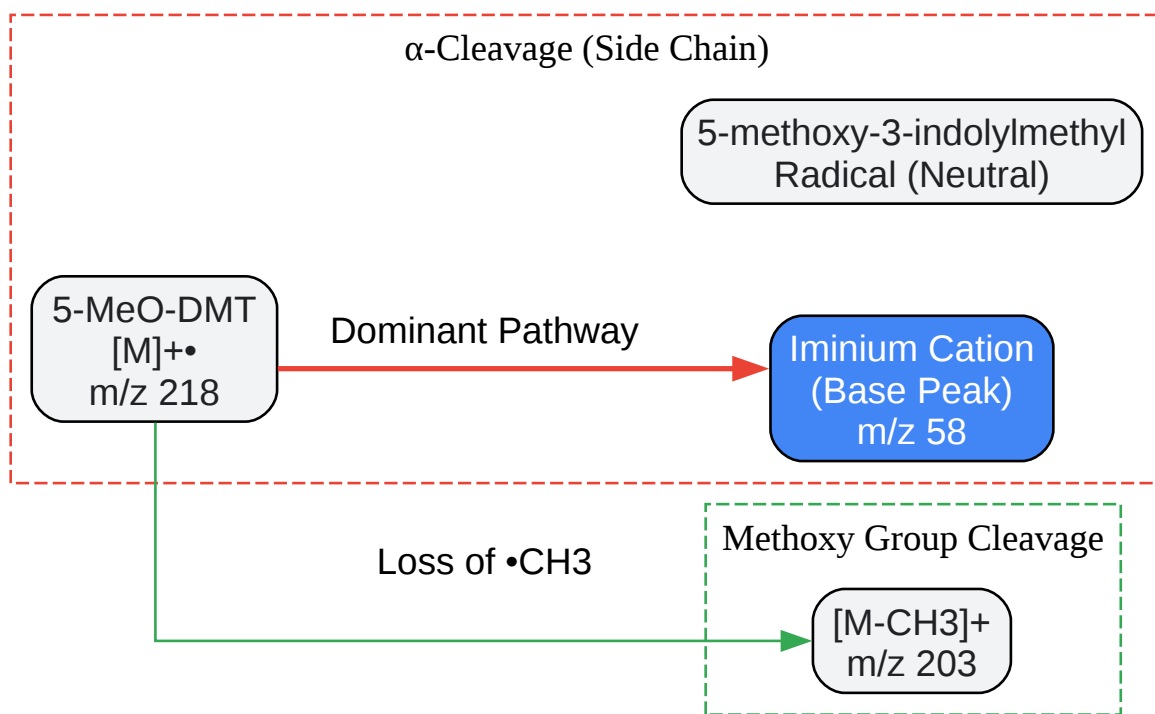 α-Cleavage (Side Chain)
5-methoxy-3-indolylmethyl
Radical (Neutral)
5-MeO-DMT
[M]+•
m/z 218
Dominant Pathway
Iminium Cation
(Base Peak)
m/z 58
Loss of •CH3
Methoxy Group Cleavage
[M-CH3]+
m/z 203